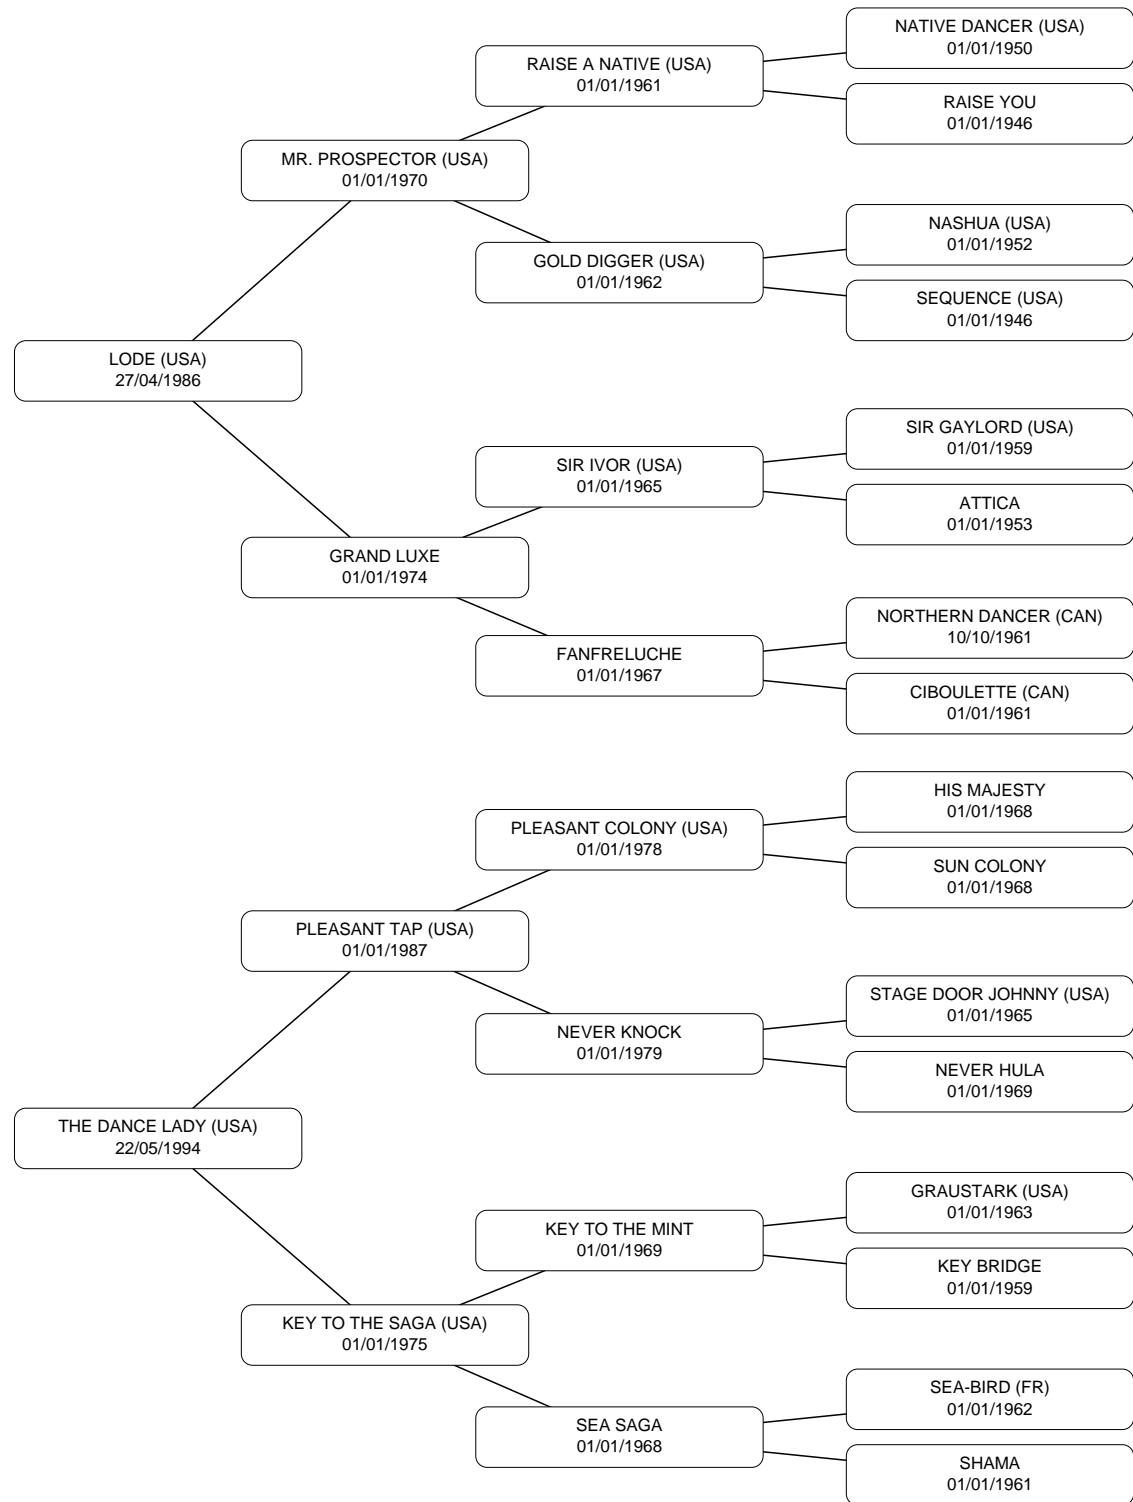 NATIVE DANCER (USA)
01/01/1950
RAISE A NATIVE (USA)
01/01/1961
RAISE YOU
01/01/1946
MR. PROSPECTOR (USA)
01/01/1970
NASHUA (USA)
01/01/1952
GOLD DIGGER (USA)
01/01/1962
SEQUENCE (USA)
01/01/1946
LODE (USA)
27/04/1986
SIR GAYLORD (USA)
01/01/1959
SIR IVOR (USA)
01/01/1965
ATTICA
01/01/1953
GRAND LUXE
01/01/1974
NORTHERN DANCER (CAN)
10/10/1961
FANFRELUCHE
01/01/1967
CIBOULETTE (CAN)
01/01/1961
HIS MAJESTY
01/01/1968
PLEASANT COLONY (USA)
01/01/1978
SUN COLONY
01/01/1968
PLEASANT TAP (USA)
01/01/1987
STAGE DOOR JOHNNY (USA)
01/01/1965
NEVER KNOCK
01/01/1979
NEVER HULA
01/01/1969
THE DANCE LADY (USA)
22/05/1994
GRAUSTARK (USA)
01/01/1963
KEY TO THE MINT
01/01/1969
KEY BRIDGE
01/01/1959
KEY TO THE SAGA (USA)
01/01/1975
SEA-BIRD (FR)
01/01/1962
SEA SAGA
01/01/1968
SHAMA
01/01/1961